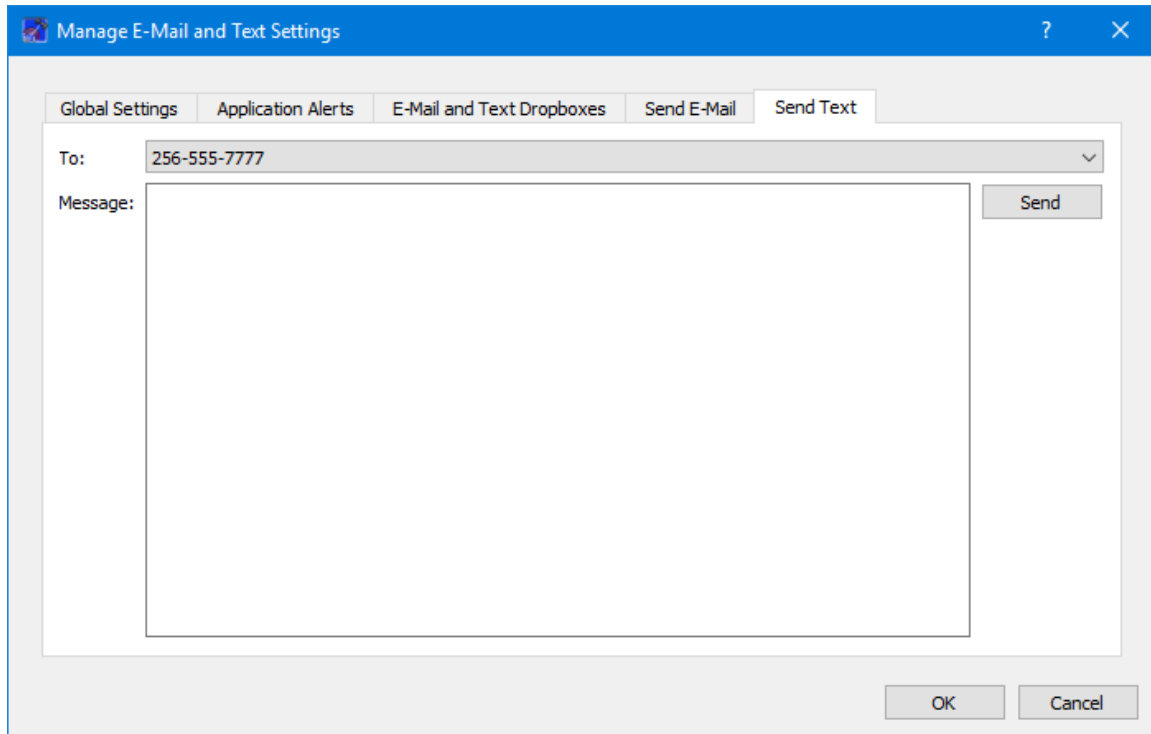 Manage E-Mail and Text Settings ?
Global Settings Application Alerts E-Mail and Text Dropboxes Send E-Mail Send Text
To: 256-555-7777
Message: Send
OK Cancel